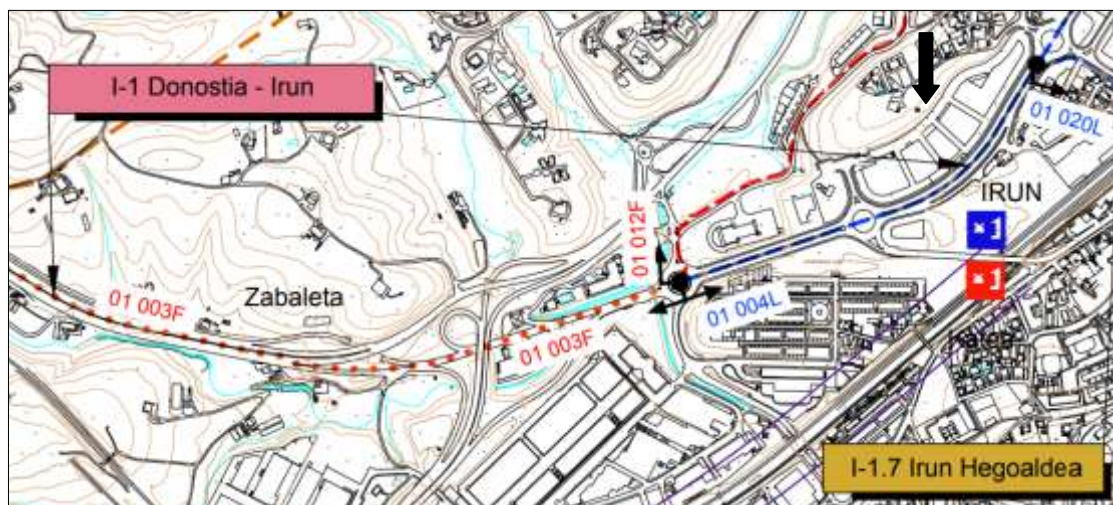 I-1 Donostia - Irun
01 020L
IRUN
01 012F
Zabaleta
01 003F
01 004L
01 003F
I-1.7 Irun Hegoaldea